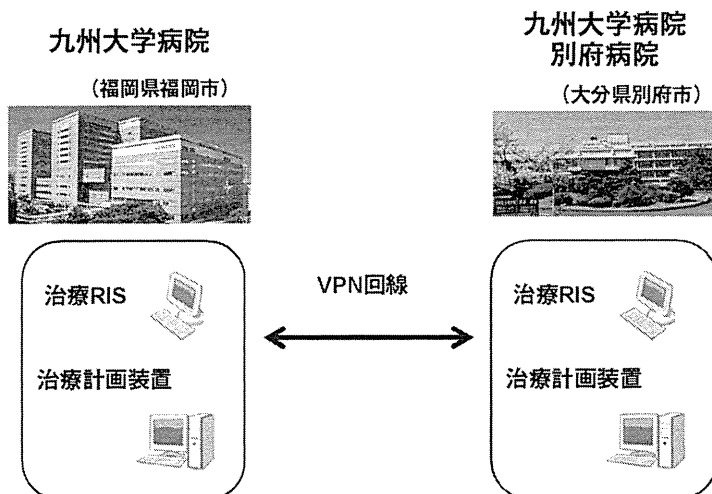 九州大学病院
（福岡県福岡市）
九州大学病院
別府病院
（大分県別府市）
治療RIS
治療計画装置
VPN回線
治療RIS
治療計画装置